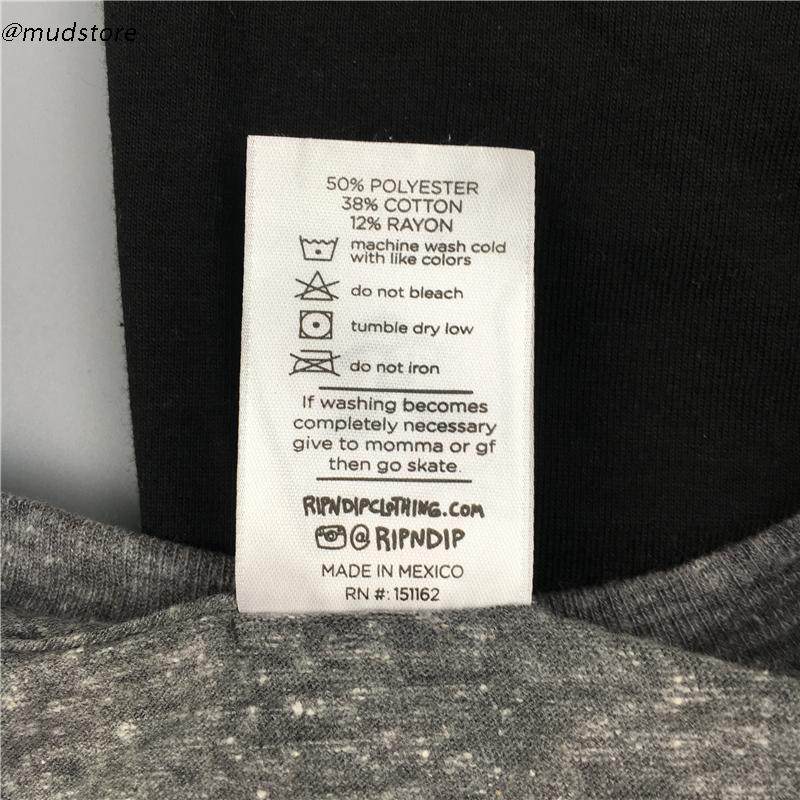 @mudstore
50% POLYESTER
38% COTTON
12% RAYON
machine wash cold
with like colors
do not bleach
tumble dry low
do not iron
If washing becomes
completely necessary
give to momma or gf
then go skate.
RIPNDIPCLOTHING.COM
@RIPNDIP
MADE IN MEXICO
RN #: 151162